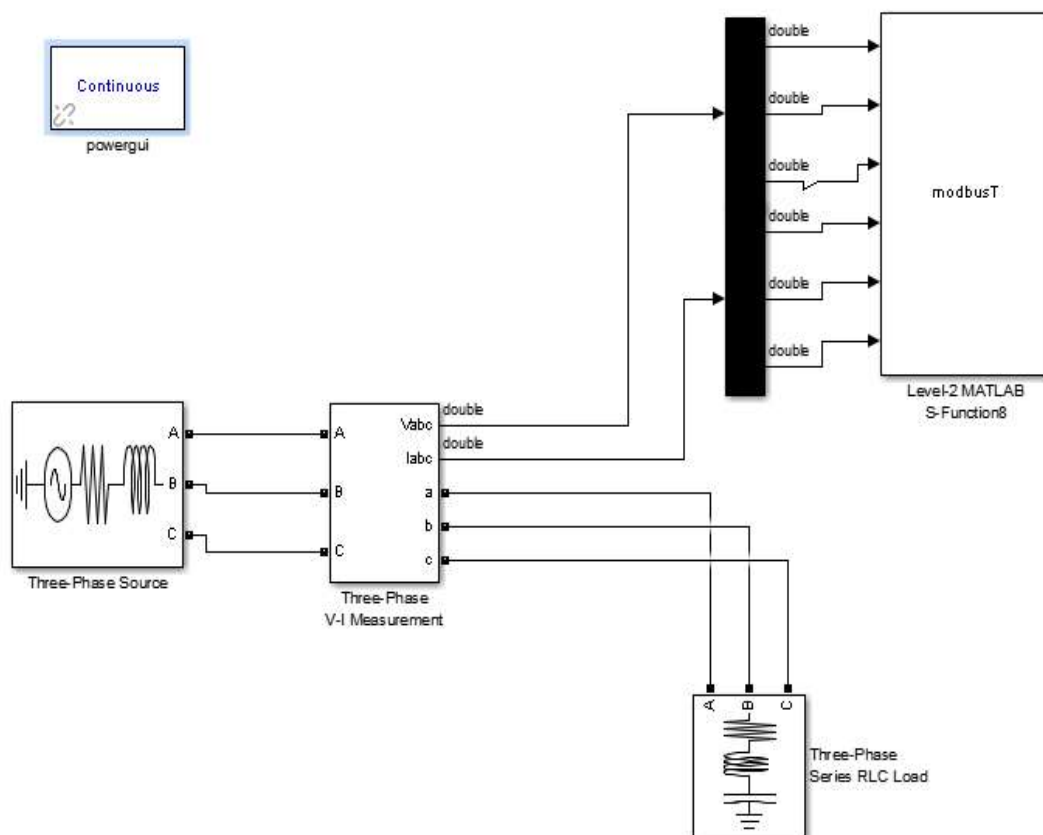 Continuous
powergui
double
double
double
double
double
double
modbusT
Level-2 MATLAB
S-Function8
A
B
C
Three-Phase Source
A
B
C
Vabc
Iabc
a
b
c
double
double
Three-Phase
V-I Measurement
A
B
C
Three-Phase
Series RLC Load